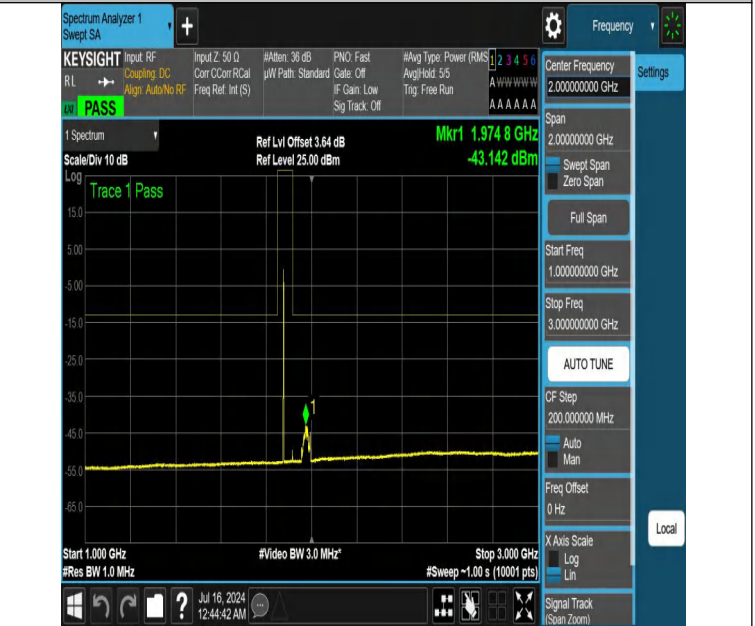 Spectrum Analyzer 1
Swept SA
+
Frequency
KEYSIGHT
RL
PASS
Input: RF
Coupling: DC
Align: Auto/No RF
Input Z: 50 Ω
Corr CCorr RCal
Freq Ref: Int (S)
#Atten: 36 dB
µW Path: Standard
PNO: Fast
Gate: Off
IF Gain: Low
Sig Track: Off
#Avg Type: Power (RMS
Avg|Hold: 5/5
Trig: Free Run
1 2 3 4 5 6
A W W W W W
A A A A A A
1 Spectrum
Scale/Div 10 dB
Ref Lvl Offset 3.64 dB
Ref Level 25.00 dBm
Mkr1 1.974 8 GHz
-43.142 dBm
Log
Trace 1 Pass
15.0
5.00
-5.00
-15.0
-25.0
-35.0
-45.0
-55.0
-65.0
1
Start 1.000 GHz
#Res BW 1.0 MHz
#Video BW 3.0 MHz*
Stop 3.000 GHz
#Sweep ~1.00 s (10001 pts)
Jul 16, 2024
12:44:42 AM
?
Center Frequency
2.000000000 GHz
Span
2.00000000 GHz
Swept Span
Zero Span
Full Span
Start Freq
1.000000000 GHz
Stop Freq
3.000000000 GHz
AUTO TUNE
CF Step
200.000000 MHz
Auto
Man
Freq Offset
0 Hz
X Axis Scale
Log
Lin
Signal Track
(Span Zoom)
Settings
Local